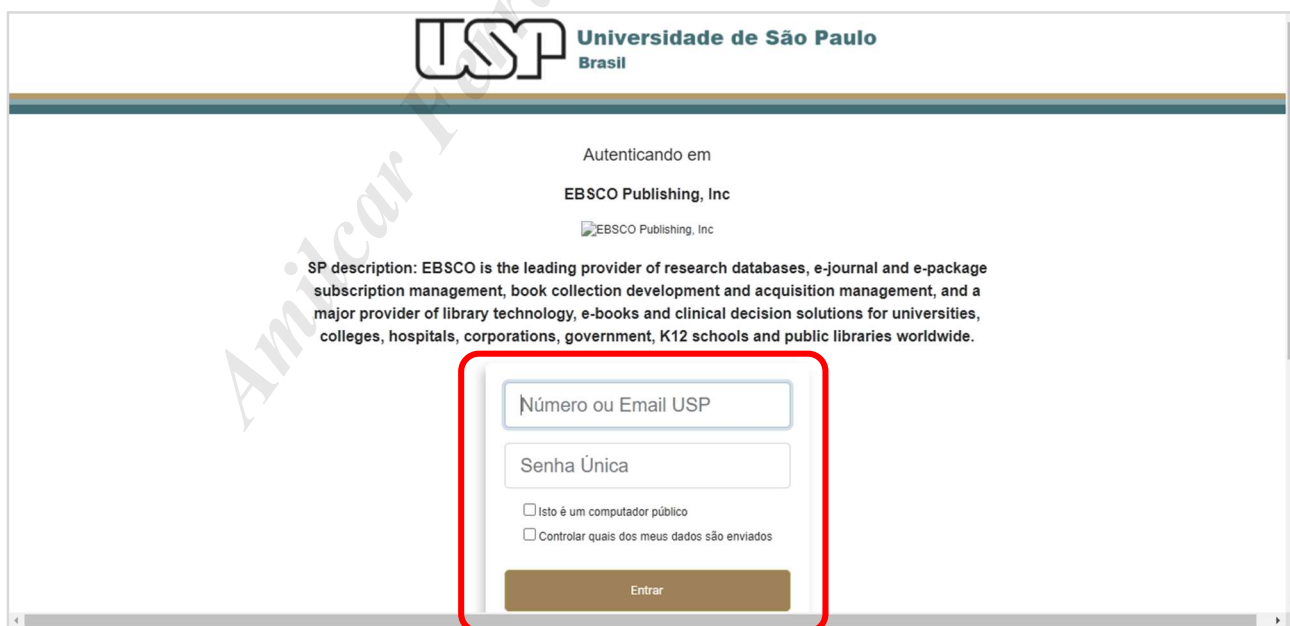 USP
Universidade de São Paulo
Brasil
Autenticando em
EBSCO Publishing, Inc
EBSCO Publishing, Inc
SP description: EBSCO is the leading provider of research databases, e-journal and e-package
subscription management, book collection development and acquisition management, and a
major provider of library technology, e-books and clinical decision solutions for universities,
colleges, hospitals, corporations, government, K12 schools and public libraries worldwide.
Número ou Email USP
Senha Única
Isto é um computador público
Controlar quais dos meus dados são enviados
Entrar
Amilcar